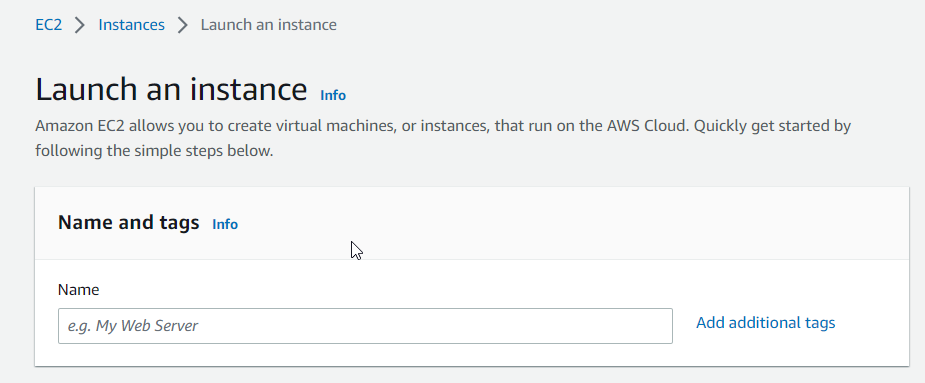 EC2 > Instances > Launch an instance
Launch an instance Info
Amazon EC2 allows you to create virtual machines, or instances, that run on the AWS Cloud. Quickly get started by
following the simple steps below.
Name and tags Info
Name
e.g. My Web Server Add additional tags